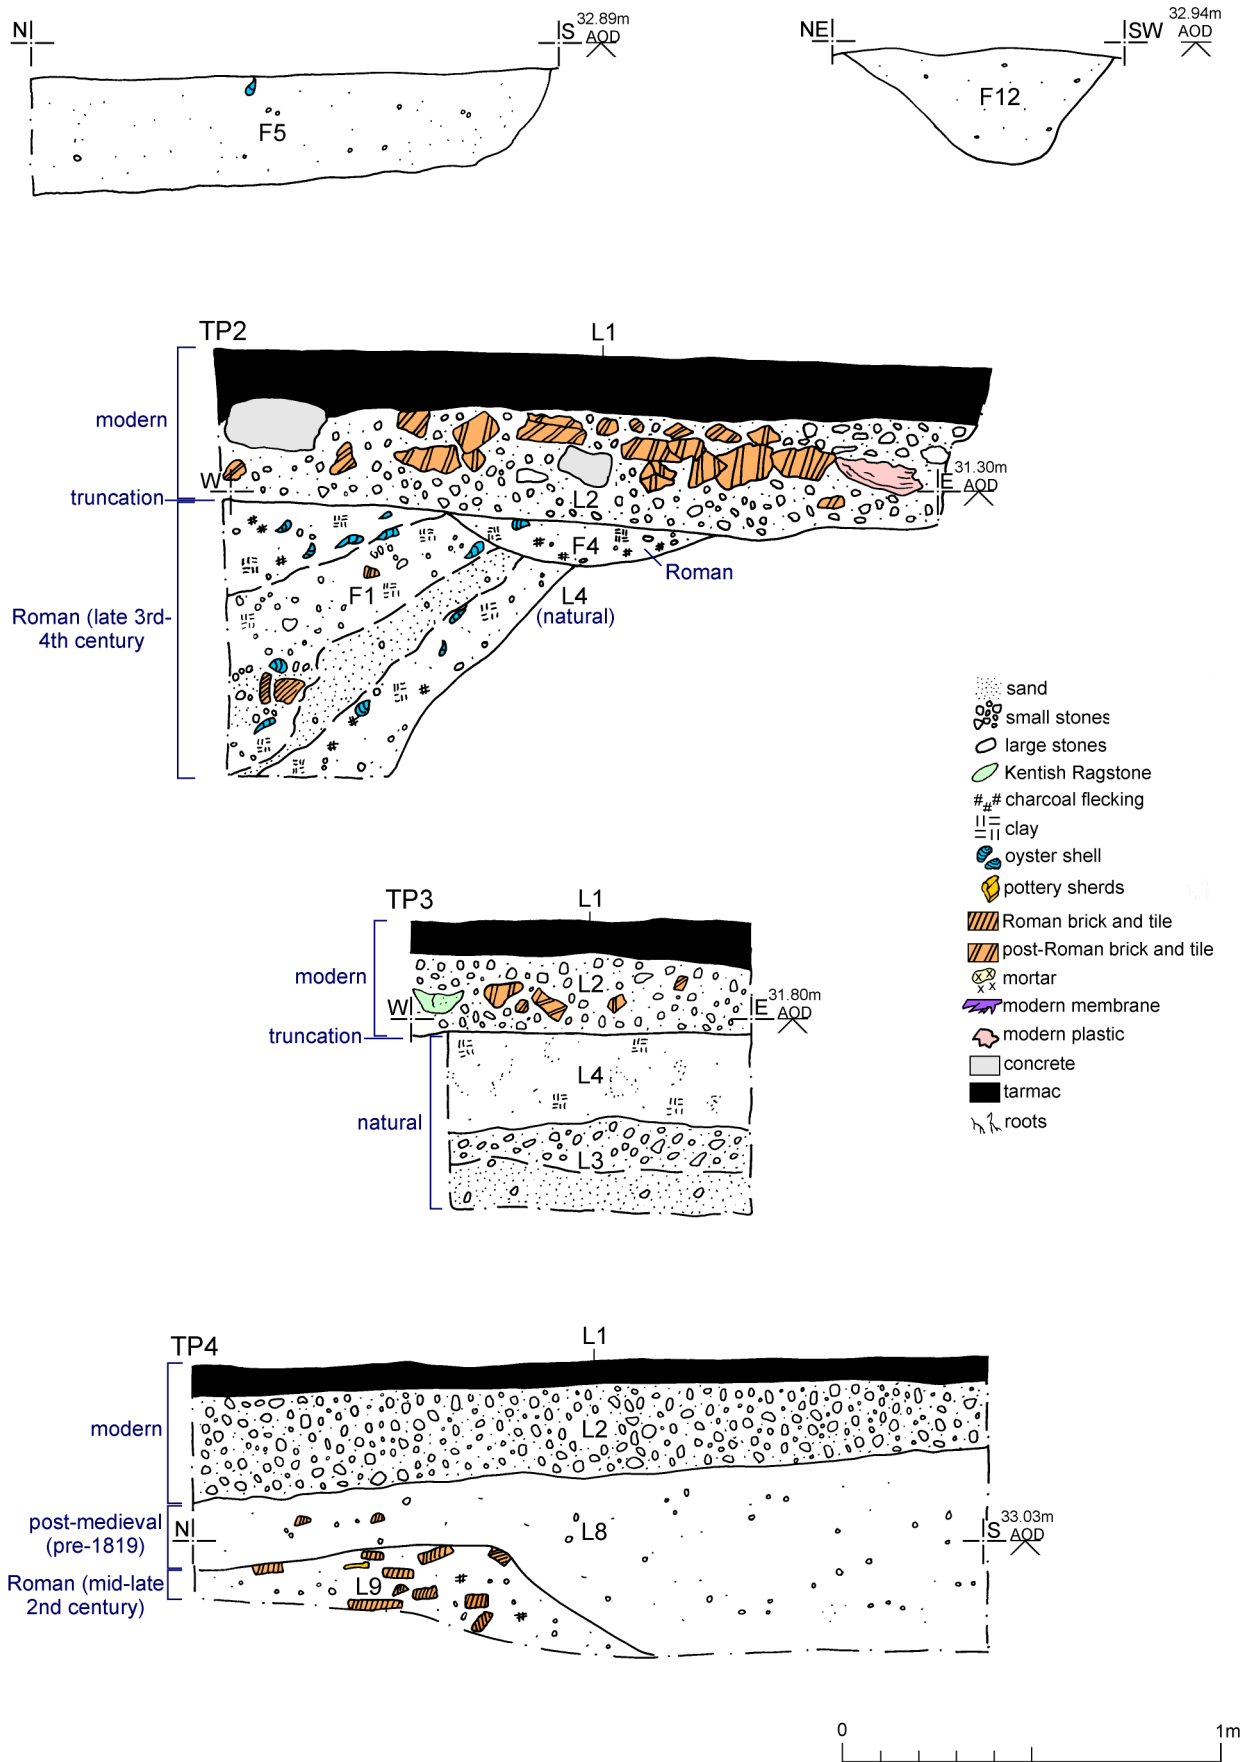 N
S
32.89m
AOD
F5
NE
SW
32.94m
AOD
F12
TP2
L1
modern
W
E
31.30m
AOD
truncation
L2
F4
Roman
F1
L4
(natural)
Roman (late 3rd-
4th century
sand
small stones
large stones
Kentish Ragstone
charcoal flecking
clay
oyster shell
pottery sherds
Roman brick and tile
post-Roman brick and tile
mortar
modern membrane
modern plastic
concrete
tarmac
roots
TP3
L1
modern
L2
W
E
31.80m
AOD
truncation
L4
natural
L3
TP4
L1
modern
L2
post-medieval
(pre-1819)
N
L8
S
33.03m
AOD
Roman (mid-late
2nd century)
L9
0
1m